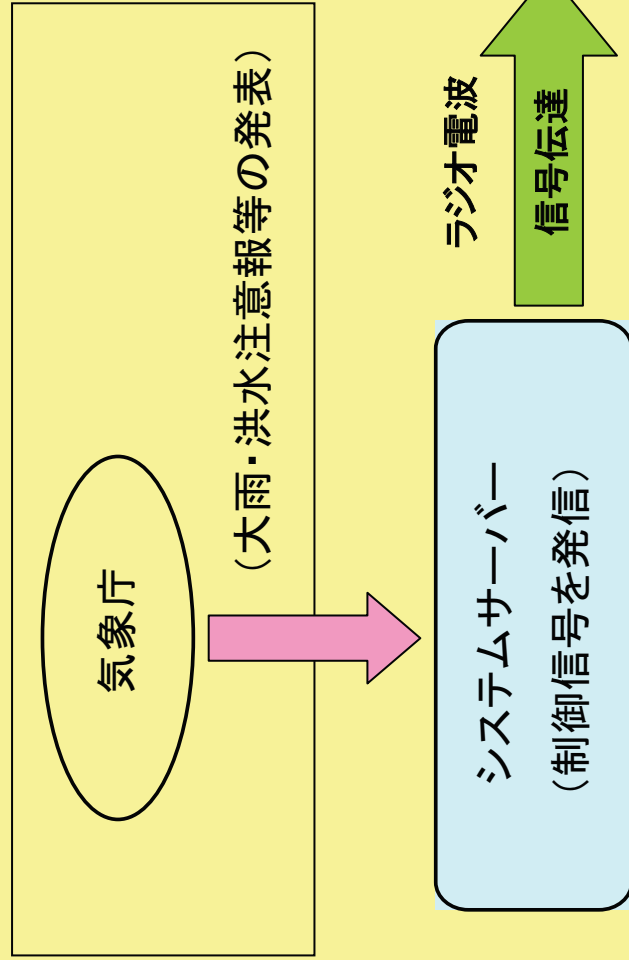 気象庁
（大雨・洪水注意報等の発表）
システムサーバー
（制御信号を発信）
ラジオ電波
信号伝達